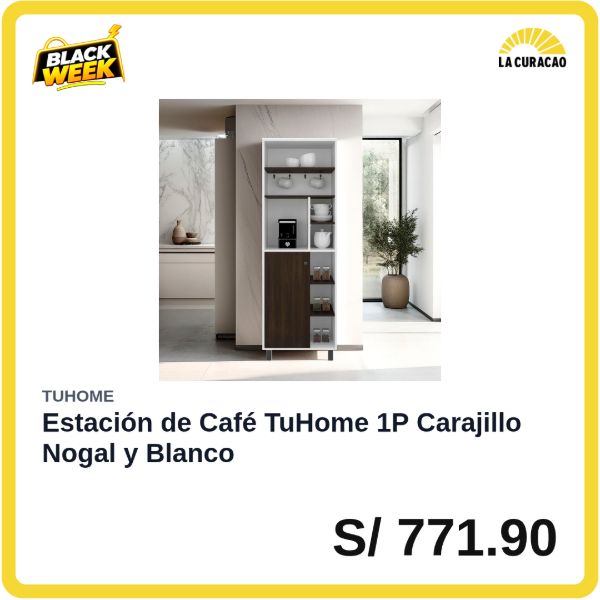 BLACK
WEEK
LA CURACAO
TUHOME
Estación de Café TuHome 1P Carajillo
Nogal y Blanco
S/ 771.90